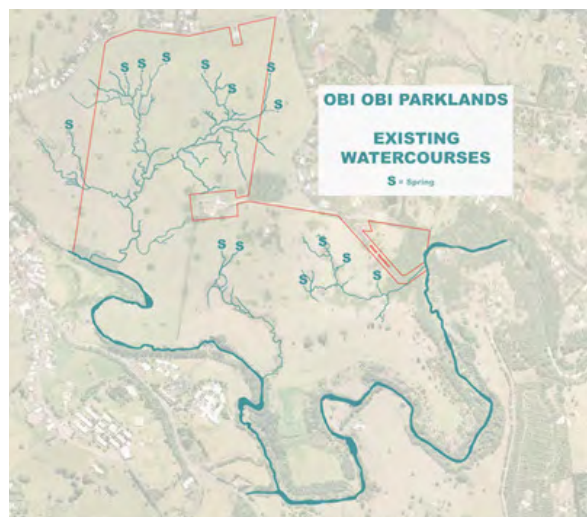 S
S S S S
S
OBI OBI PARKLANDS
S
S
EXISTING
WATERCOURSES
S = Spring
S S S
S
S
S